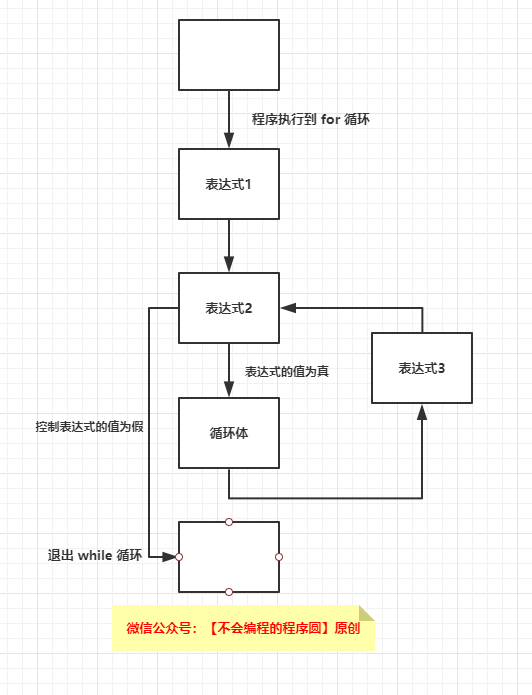 程序执行到 for 循环
表达式1
表达式2
表达式的值为真
表达式3
控制表达式的值为假
循环体
退出 while 循环
微信公众号：【不会编程的程序圆】原创